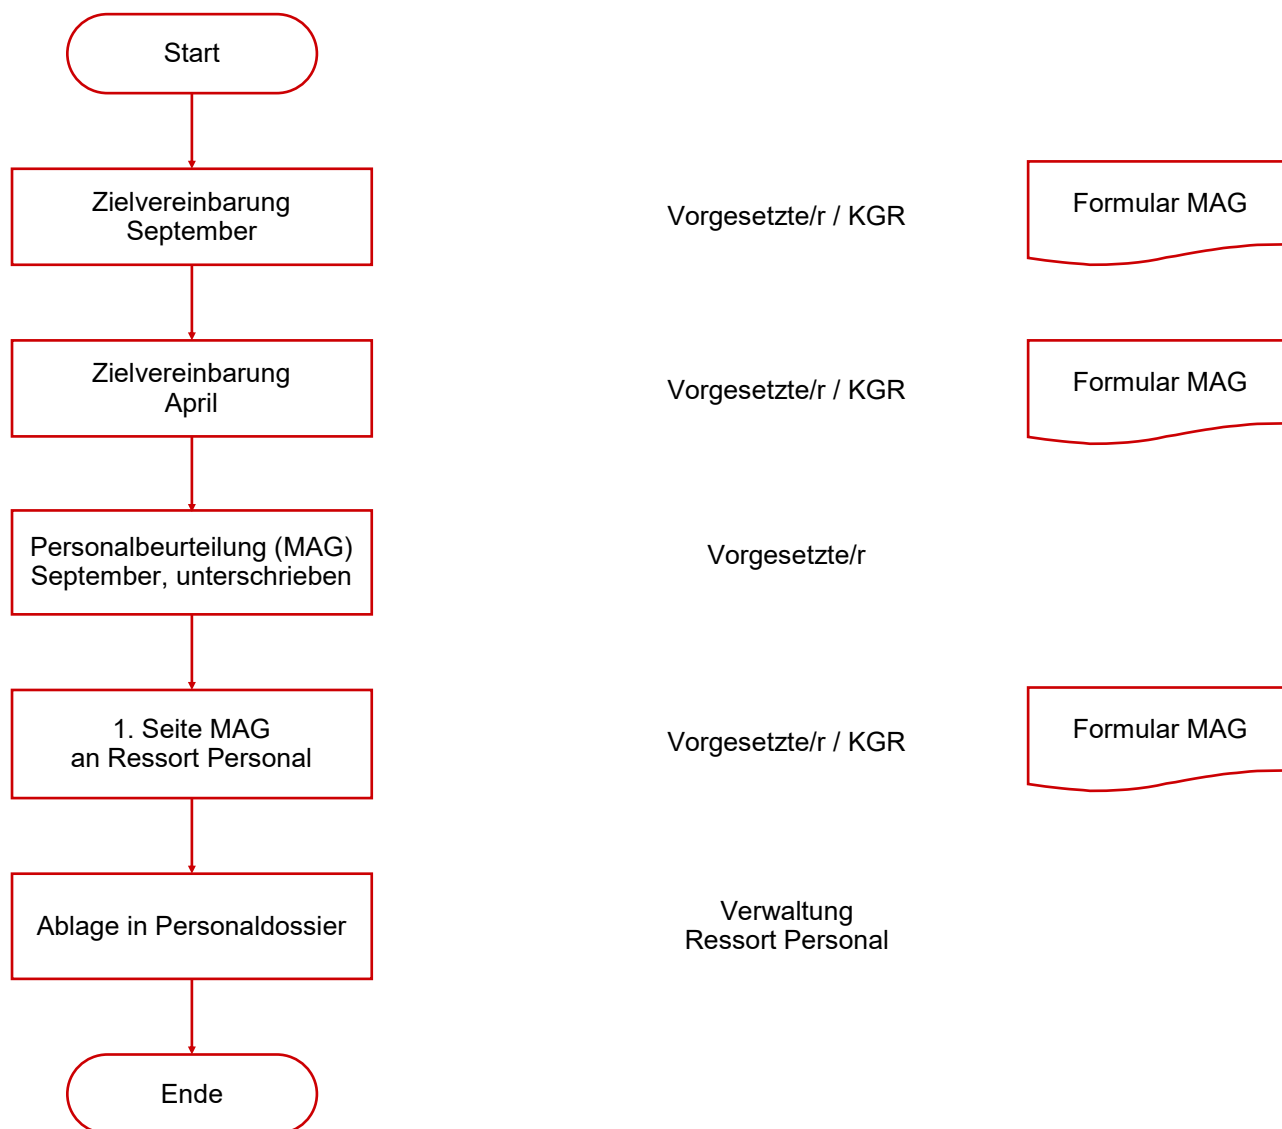 Start
Zielvereinbarung
September
Vorgesetzte/r / KGR
Formular MAG
Zielvereinbarung
April
Vorgesetzte/r / KGR
Formular MAG
Personalbeurteilung (MAG)
September, unterschrieben
Vorgesetzte/r
1. Seite MAG
an Ressort Personal
Vorgesetzte/r / KGR
Formular MAG
Ablage in Personaldossier
Verwaltung
Ressort Personal
Ende